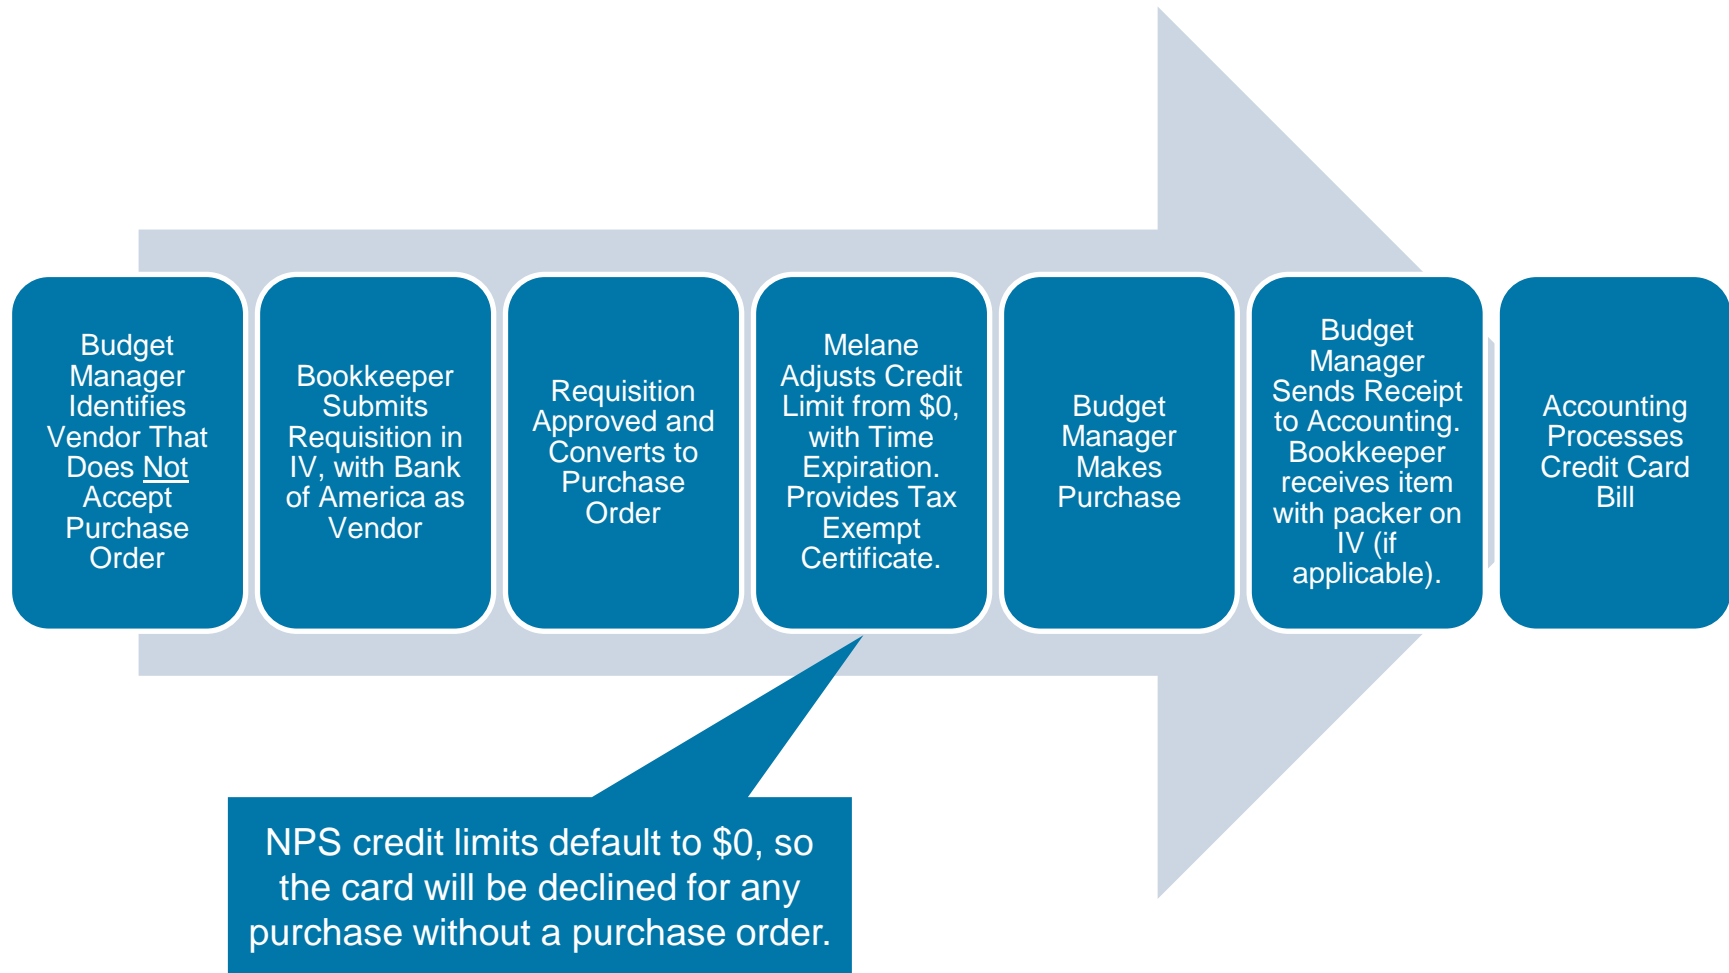 Budget
Manager
Identifies
Vendor That
Does Not
Accept
Purchase
Order
Bookkeeper
Submits
Requisition in
IV, with Bank
of America as
Vendor
Requisition
Approved and
Converts to
Purchase
Order
Melane
Adjusts Credit
Limit from $0,
with Time
Expiration.
Provides Tax
Exempt
Certificate.
Budget
Manager
Makes
Purchase
Budget
Manager
Sends Receipt
to Accounting.
Bookkeeper
receives item
with packer on
IV (if
applicable).
Accounting
Processes
Credit Card
Bill
NPS credit limits default to $0, so
the card will be declined for any
purchase without a purchase order.